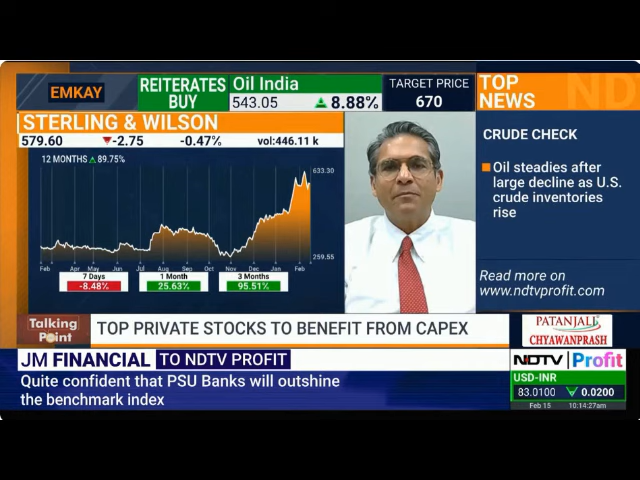 EMKAY
REITERATES
BUY
Oil India
543.05 8.88%
TARGET PRICE
670
TOP
NEWS
ND
STERLING & WILSON
579.60 -2.75 -0.47% vol:446.11 k
12 MONTHS 89.75%
633.30
259.55
Feb Apr May Jun Jul Aug Sep Oct Nov Dec Jan Feb
7 Days 1 Month 3 Months
-8.48% 25.63% 95.51%
CRUDE CHECK
Oil steadies after
large decline as U.S.
crude inventories
rise
Read more on
www.ndtvprofit.com
Talking
Point
TOP PRIVATE STOCKS TO BENEFIT FROM CAPEX
PATANJALI
CHYAWANPRASH
JM FINANCIAL TO NDTV PROFIT
Quite confident that PSU Banks will outshine
the benchmark index
NDTV Profit
USD-INR
83.0100 0.0200
Feb 15 10:14:27am